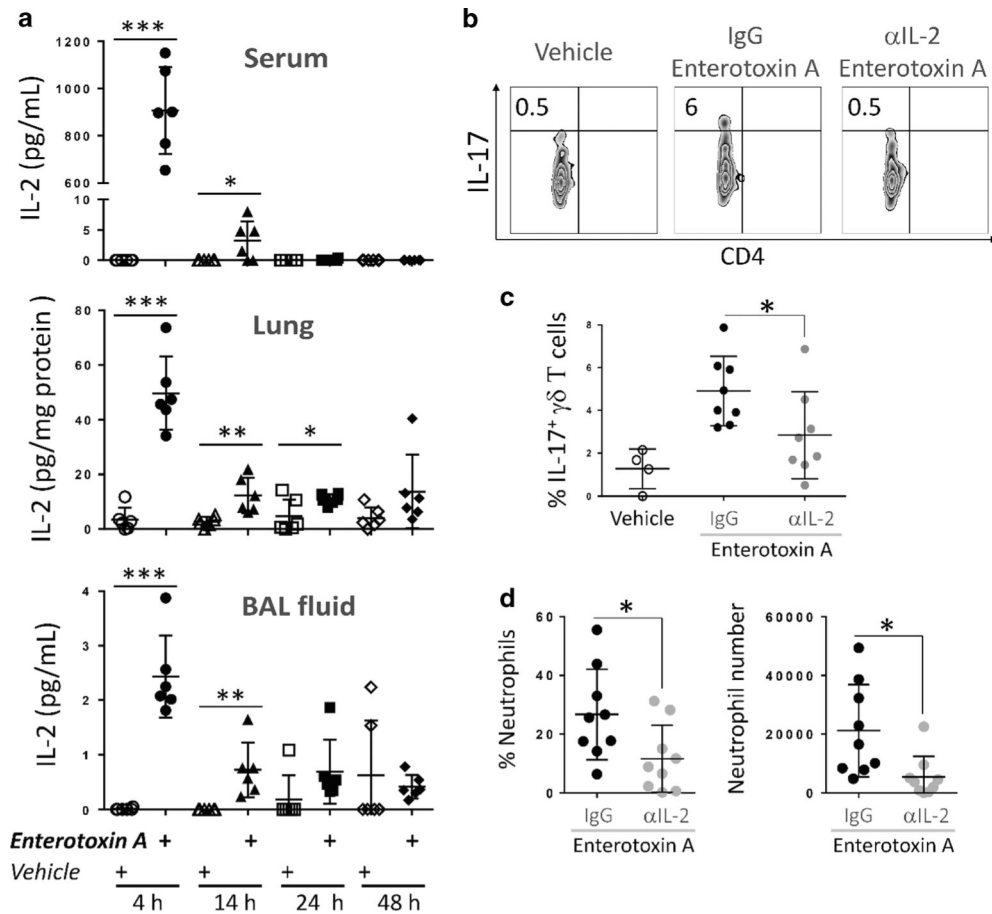 a
***
1200
1000
800
600
10
5
0
IL-2 (pg/mL)
Serum
*
***
80
60
40
20
0
IL-2 (pg/mg protein )
Lung
**
*
***
4
3
2
1
0
IL-2 (pg/mL)
BAL fluid
**
Enterotoxin A + + + +
Vehicle + + + +
4 h 14 h 24 h 48 h
b
Vehicle
IgG
Enterotoxin A
αIL-2
Enterotoxin A
0.5
6
0.5
IL-17
CD4
c
*
8
6
4
2
0
% IL-17+ γδ T cells
Vehicle IgG αIL-2
Enterotoxin A
d
*
60
40
20
0
% Neutrophils
IgG αIL-2
Enterotoxin A
*
60000
40000
20000
0
Neutrophil number
IgG αIL-2
Enterotoxin A